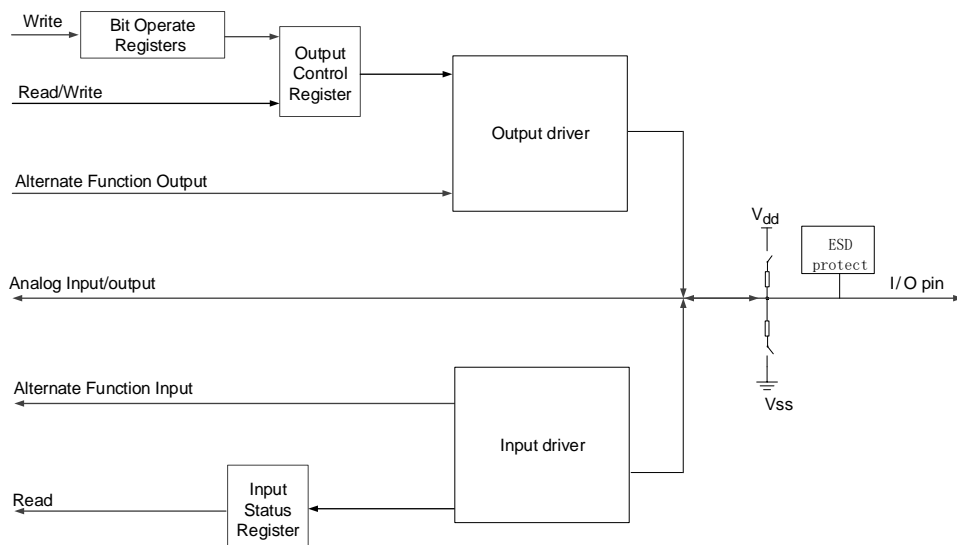 Write
Bit Operate
Registers
Output
Control
Register
Read/Write
Output driver
Alternate Function Output
Vdd
ESD
protect
Analog Input/output
I/O pin
Alternate Function Input
Vss
Input driver
Input
Status
Register
Read